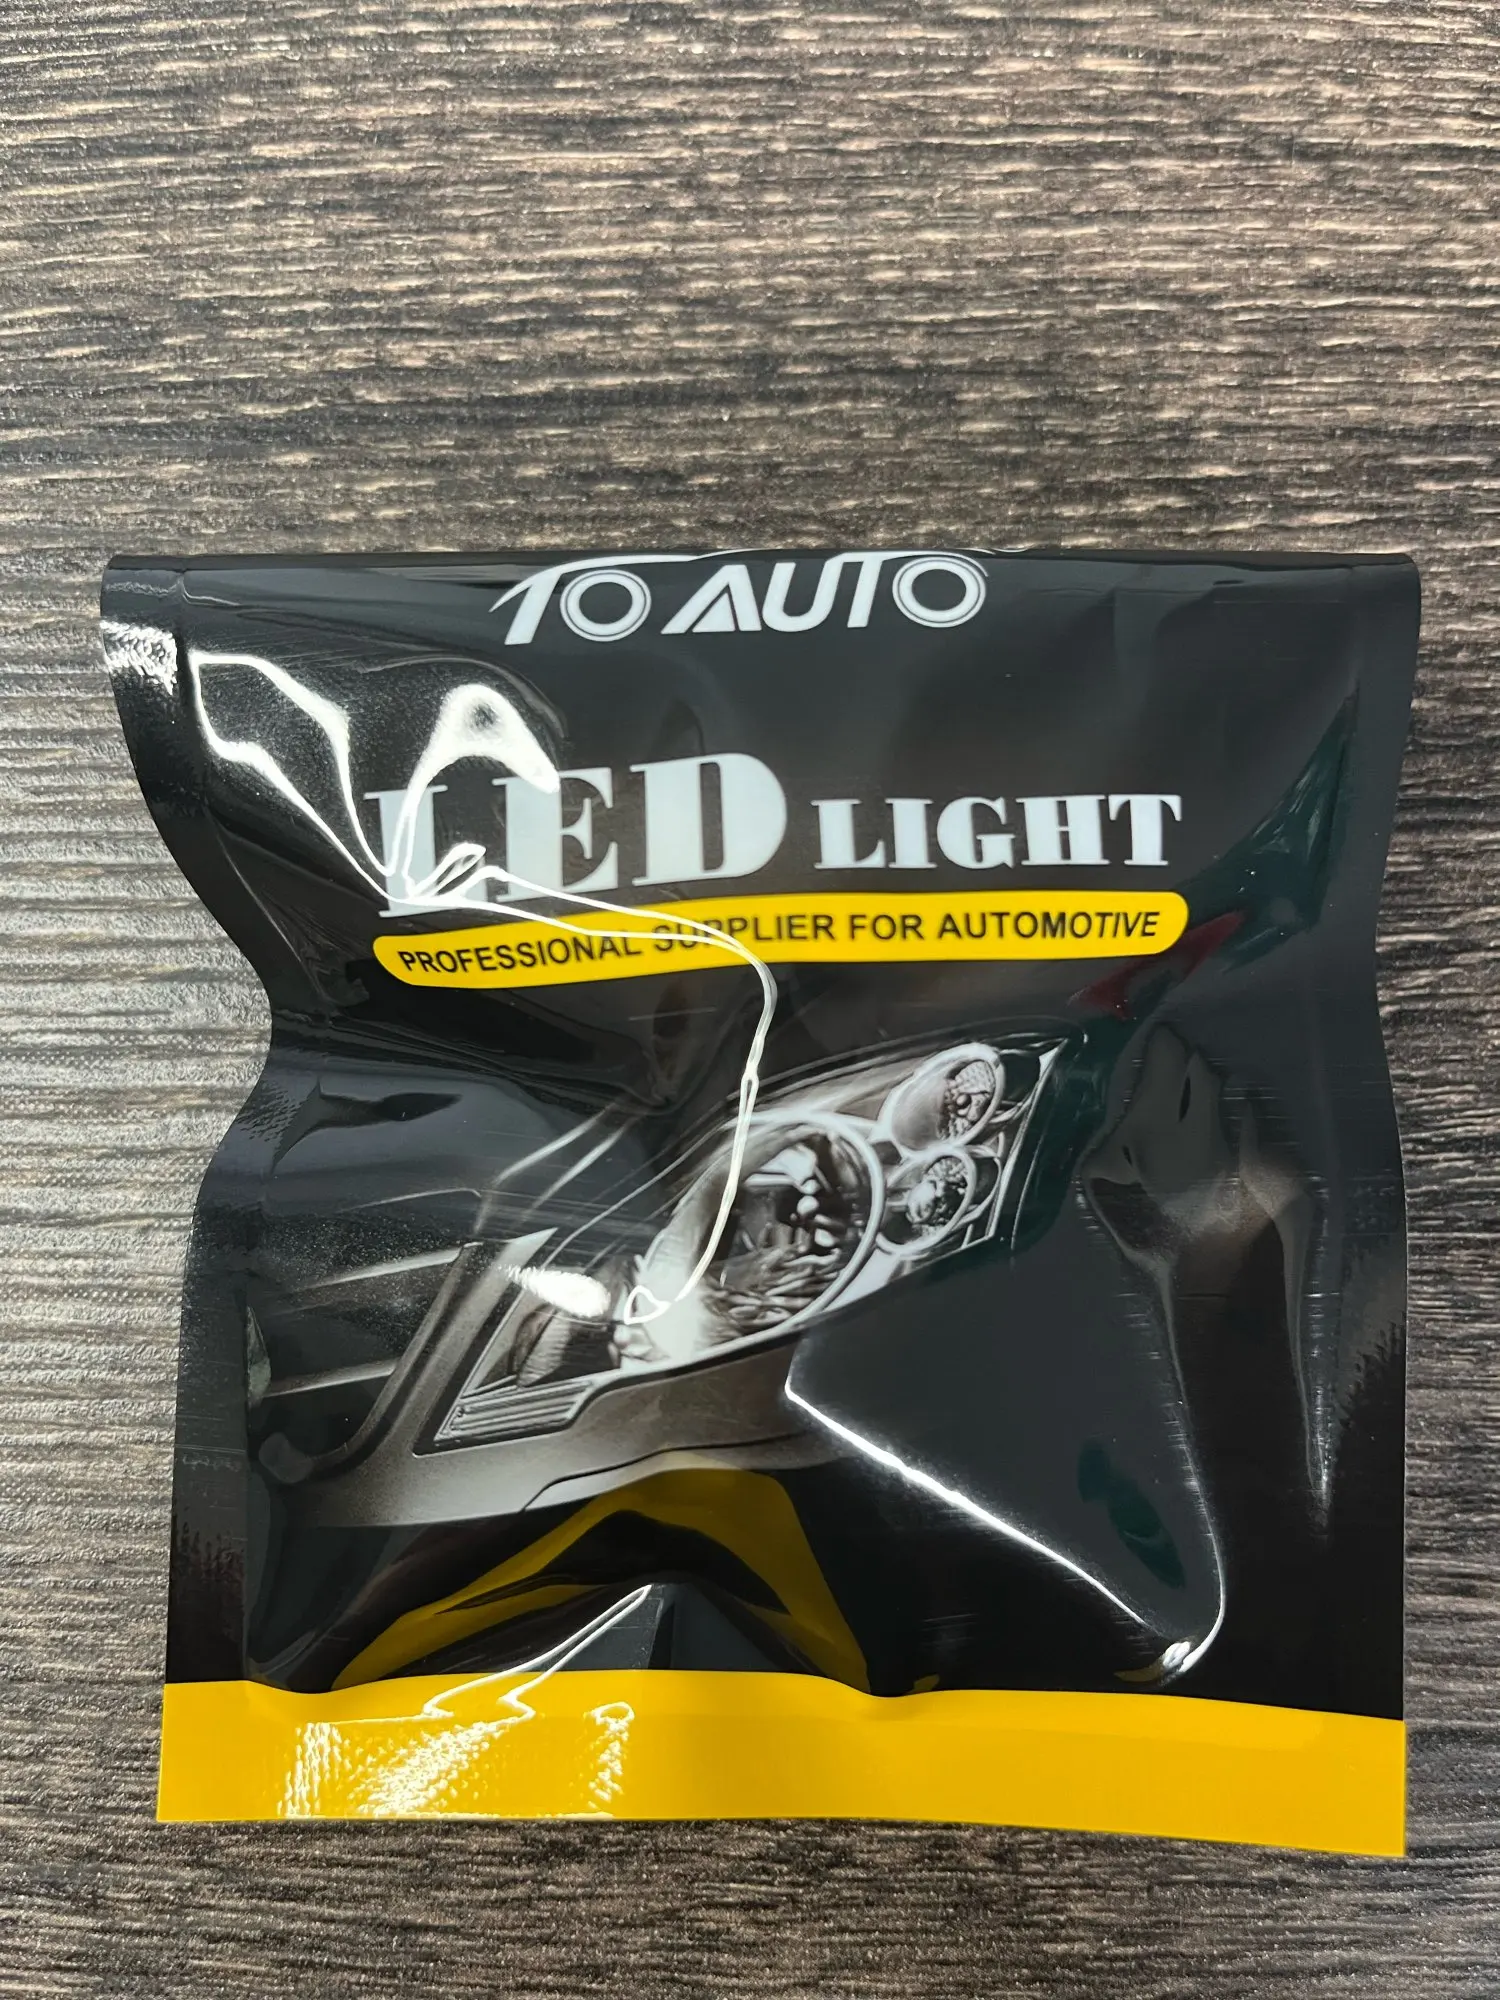 TO AUTO
LED LIGHT
PROFESSIONAL SUPPLIER FOR AUTOMOTIVE